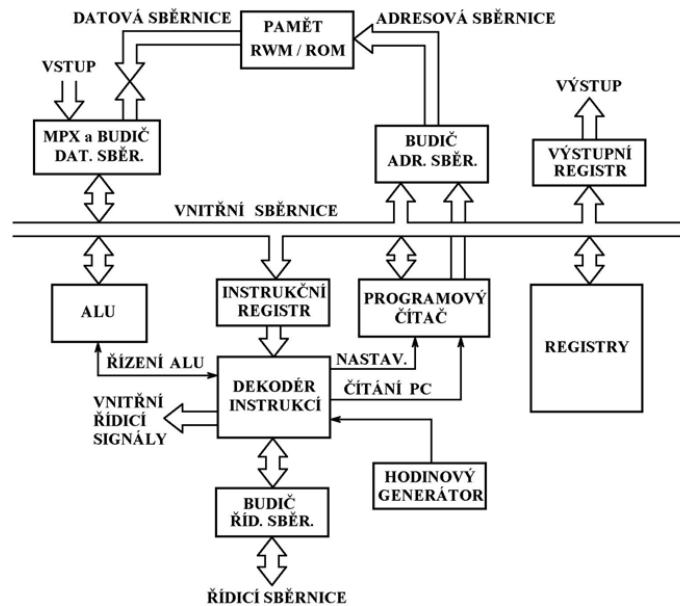 DATOVÁ SBĚRNICE
PAMĚT
RWM / ROM
ADRESOVÁ SBĚRNICE
VSTUP
VÝSTUP
MPX a BUDIČ
DAT. SBĚR.
BUDIČ
ADR. SBĚR.
VÝSTUPNÍ
REGISTR
VNITŘNÍ SBĚRNICE
ALU
INSTRUKČNÍ
REGISTR
PROGRAMOVÝ
ČÍTAČ
REGISTRY
ŘÍZENÍ ALU
DEKODÉR
INSTRUKCÍ
NASTAV.
ČÍTÁNÍ PC
VNITŘNÍ
ŘÍDICÍ
SIGNÁLY
HODINOVÝ
GENERÁTOR
BUDIČ
ŘÍD. SBĚR.
ŘÍDICÍ SBĚRNICE